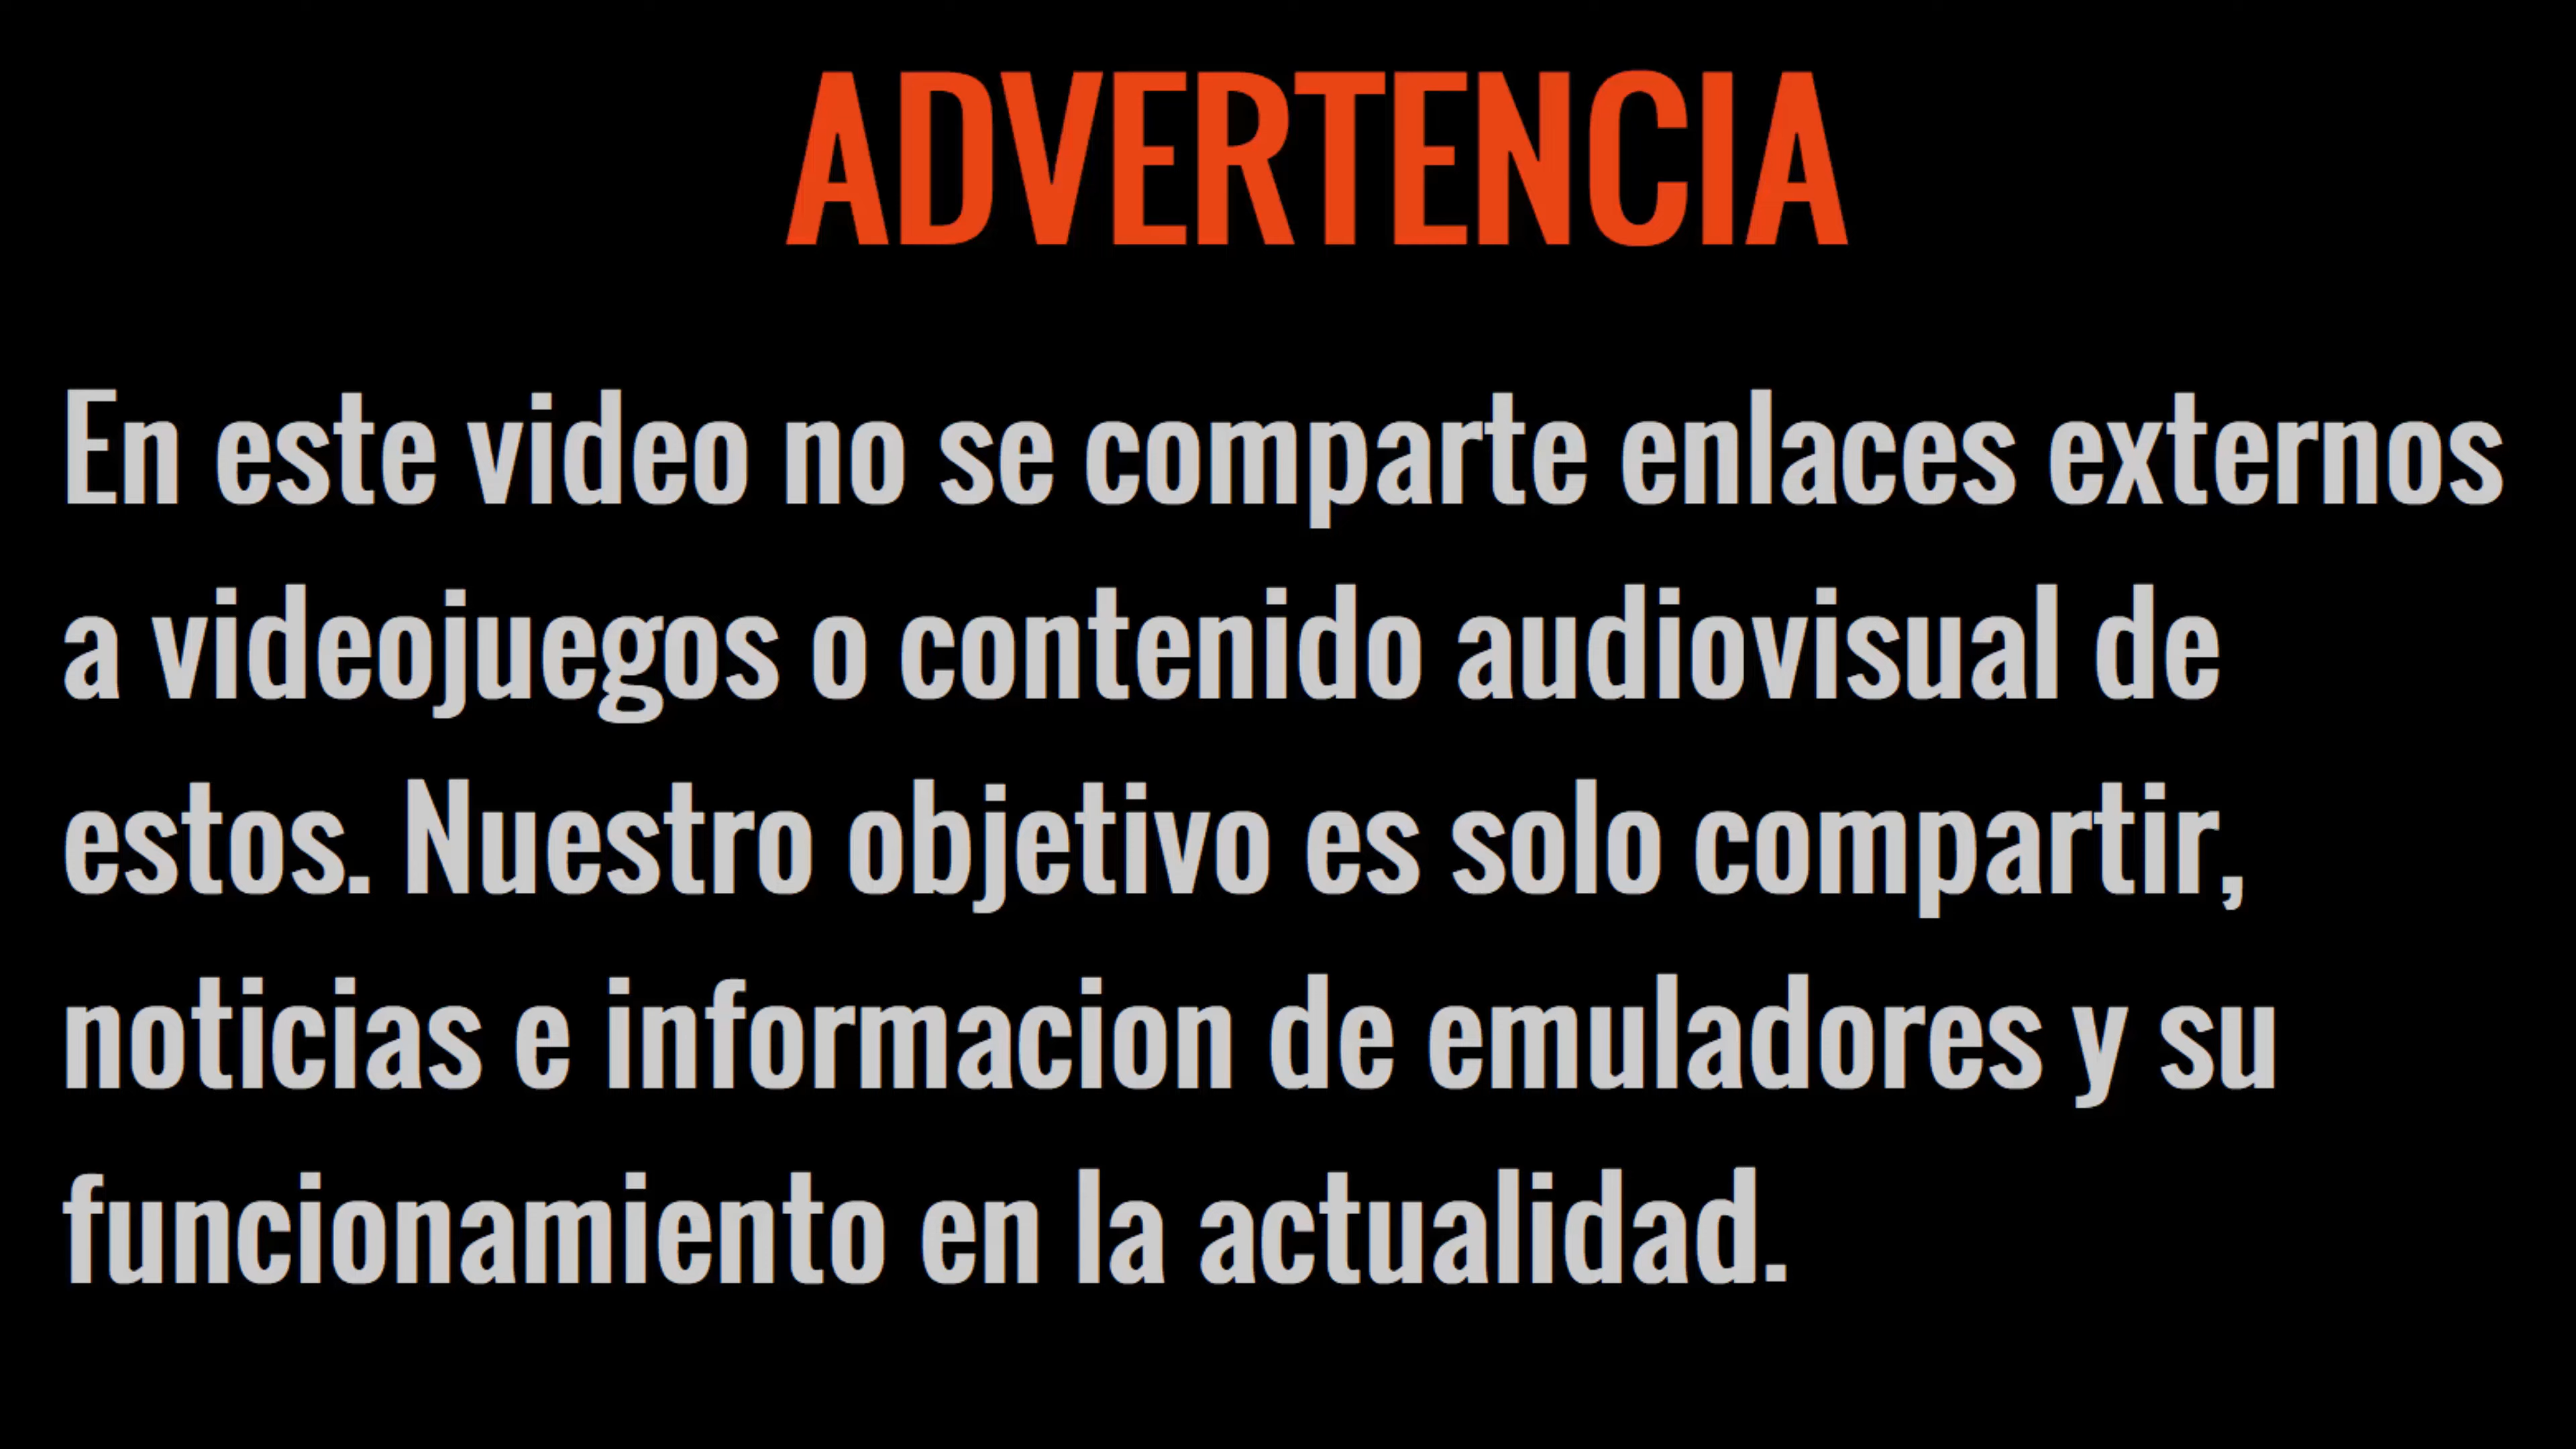 ADVERTENCIA
En este video no se comparte enlaces externos
a videojuegos o contenido audiovisual de
estos. Nuestro objetivo es solo compartir,
noticias e informacion de emuladores y su
funcionamiento en la actualidad.